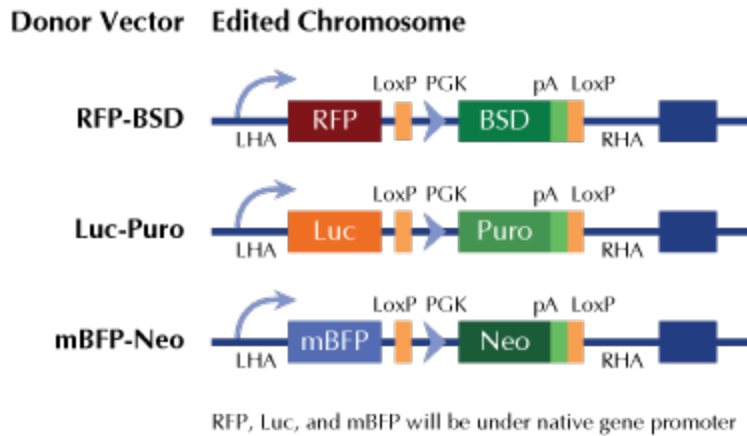 Donor Vector Edited Chromosome
LoxP PGK pA LoxP
RFP-BSD RFP BSD
LHA RHA
LoxP PGK pA LoxP
Luc-Puro Luc Puro
LHA RHA
LoxP PGK pA LoxP
mBFP-Neo mBFP Neo
LHA RHA
RFP, Luc, and mBFP will be under native gene promoter